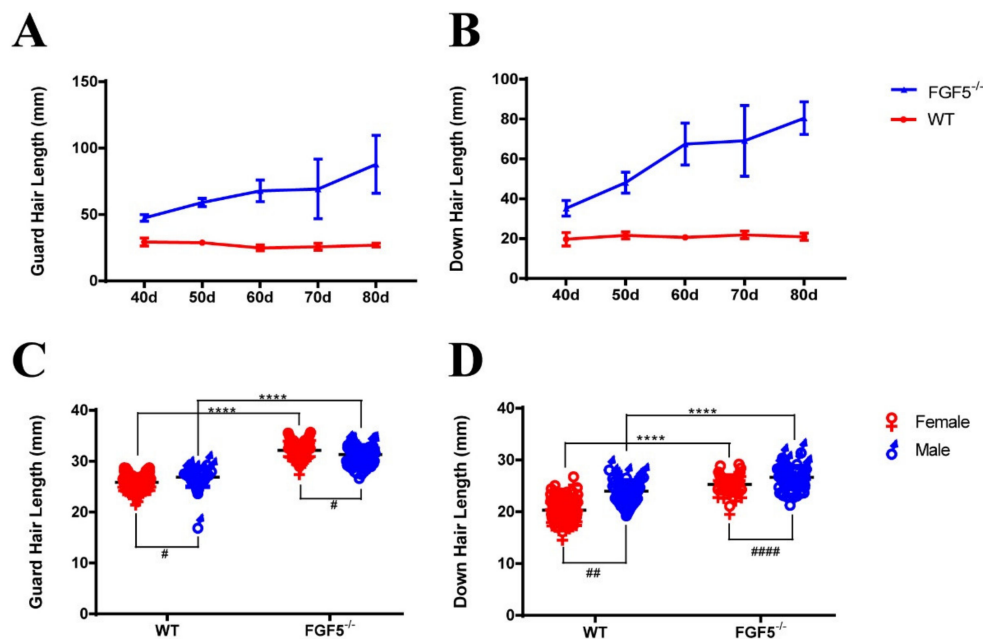 A
Guard Hair Length (mm)
150
100
50
0
40d 50d 60d 70d 80d
B
Down Hair Length (mm)
100
80
60
40
20
0
40d 50d 60d 70d 80d
FGF5-/-
WT
C
Guard Hair Length (mm)
40
30
20
10
0
****
****
#
#
WT FGF5-/-
D
Down Hair Length (mm)
40
30
20
10
0
****
****
##
####
WT FGF5-/-
Female
Male